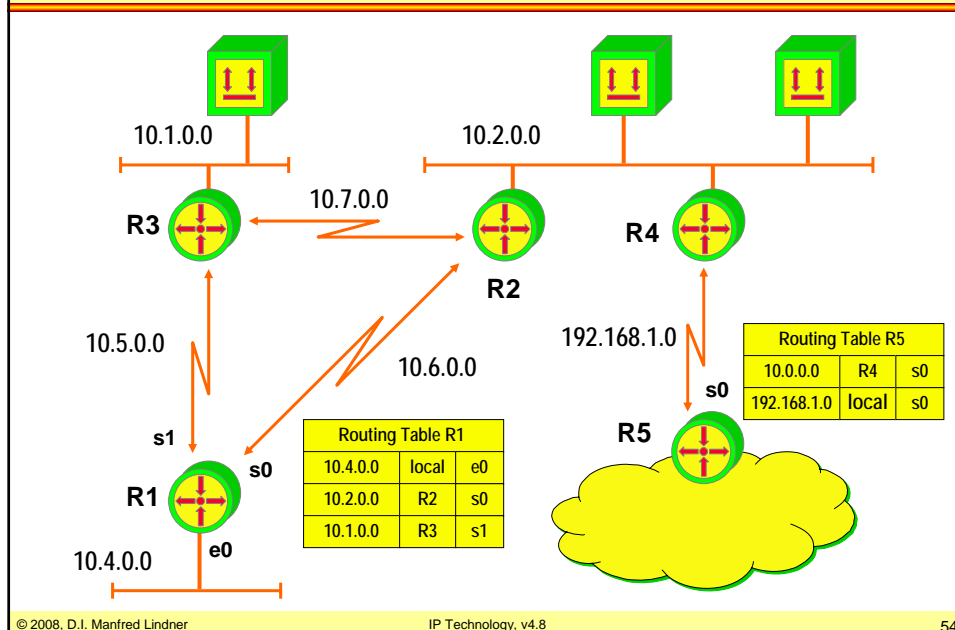 10.1.0.0
10.2.0.0
10.7.0.0
R3
R4
R2
10.5.0.0
192.168.1.0
10.6.0.0
Routing Table R5
10.0.0.0 R4 s0
192.168.1.0 local s0
s0
R5
s1
s0
R1
Routing Table R1
10.4.0.0 local e0
10.2.0.0 R2 s0
10.1.0.0 R3 s1
e0
10.4.0.0
© 2008, D.I. Manfred Lindner IP Technology, v4.8 54